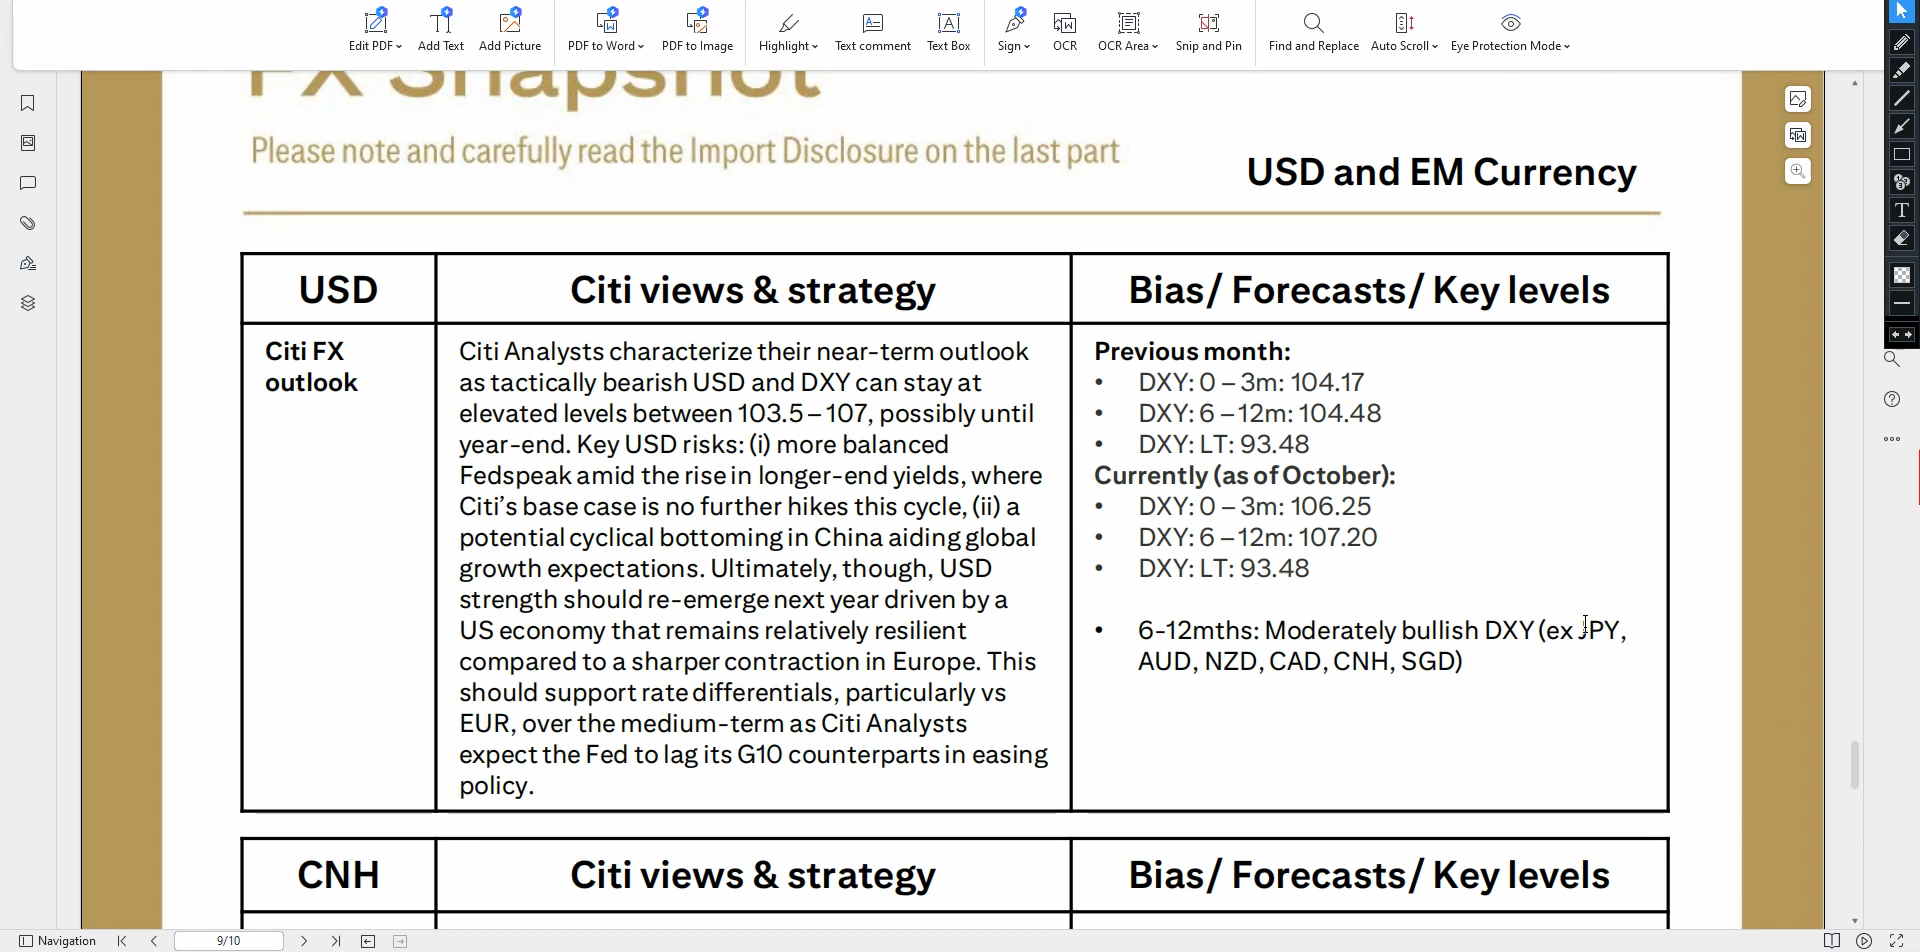 Edit PDF
Add Text
Add Picture
PDF to Word
PDF to Image
Highlight
Text comment
Text Box
Sign
OCR
OCR Area
Snip and Pin
Find and Replace
Auto Scroll
Eye Protection Mode
FX Snapshot
Please note and carefully read the Import Disclosure on the last part
USD and EM Currency
USD
Citi views & strategy
Bias/ Forecasts/ Key levels
Citi FX
outlook
Citi Analysts characterize their near-term outlook
as tactically bearish USD and DXY can stay at
elevated levels between 103.5 – 107, possibly until
year-end. Key USD risks: (i) more balanced
Fedspeak amid the rise in longer-end yields, where
Citi’s base case is no further hikes this cycle, (ii) a
potential cyclical bottoming in China aiding global
growth expectations. Ultimately, though, USD
strength should re-emerge next year driven by a
US economy that remains relatively resilient
compared to a sharper contraction in Europe. This
should support rate differentials, particularly vs
EUR, over the medium-term as Citi Analysts
expect the Fed to lag its G10 counterparts in easing
policy.
Previous month:
• DXY: 0 – 3m: 104.17
• DXY: 6 – 12m: 104.48
• DXY: LT: 93.48
Currently (as of October):
• DXY: 0 – 3m: 106.25
• DXY: 6 – 12m: 107.20
• DXY: LT: 93.48
• 6-12mths: Moderately bullish DXY (ex JPY,
AUD, NZD, CAD, CNH, SGD)
CNH
Citi views & strategy
Bias/ Forecasts/ Key levels
Navigation
9/10